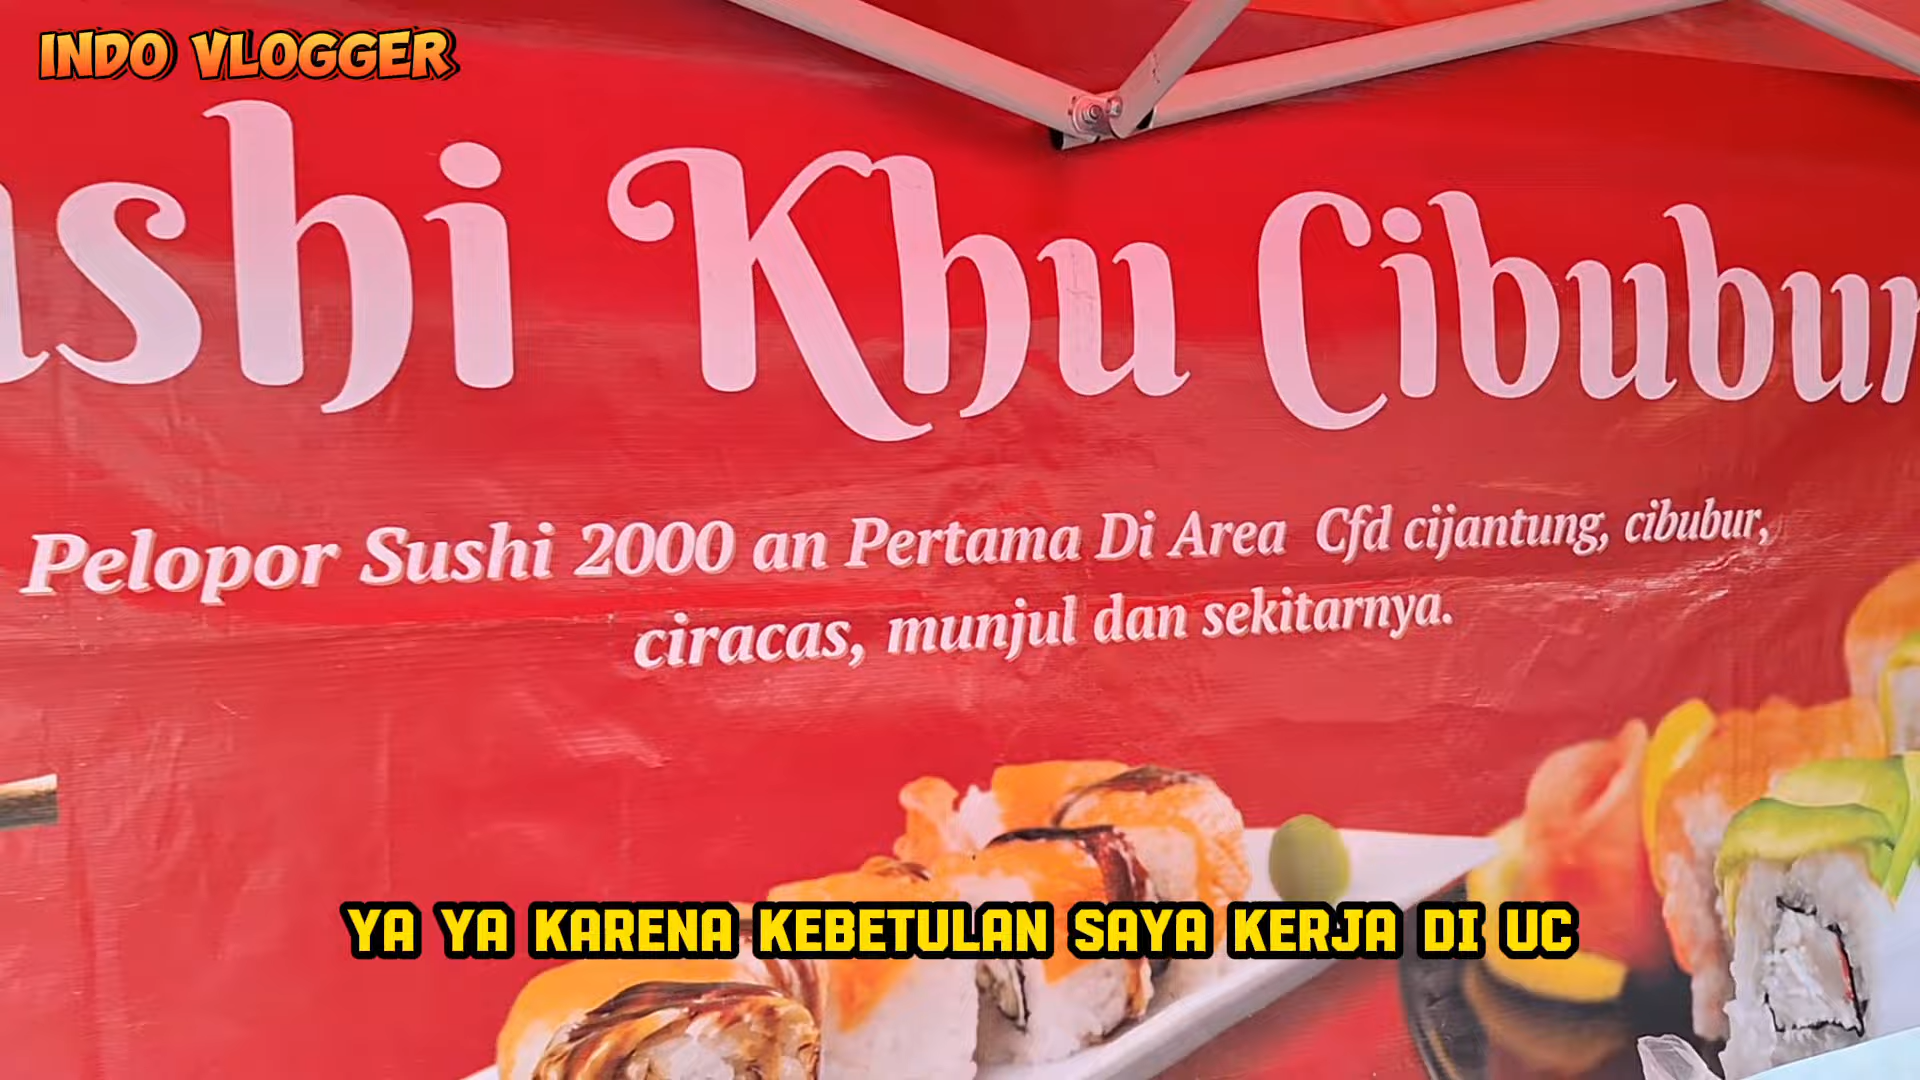 INDO VLOGGER
ushi Khu Cibubur
Pelopor Sushi 2000 an Pertama Di Area Cfd cijantung, cibubur,
ciracas, munjul dan sekitarnya.
YA YA KARENA KEBETULAN SAYA KERJA DI UC